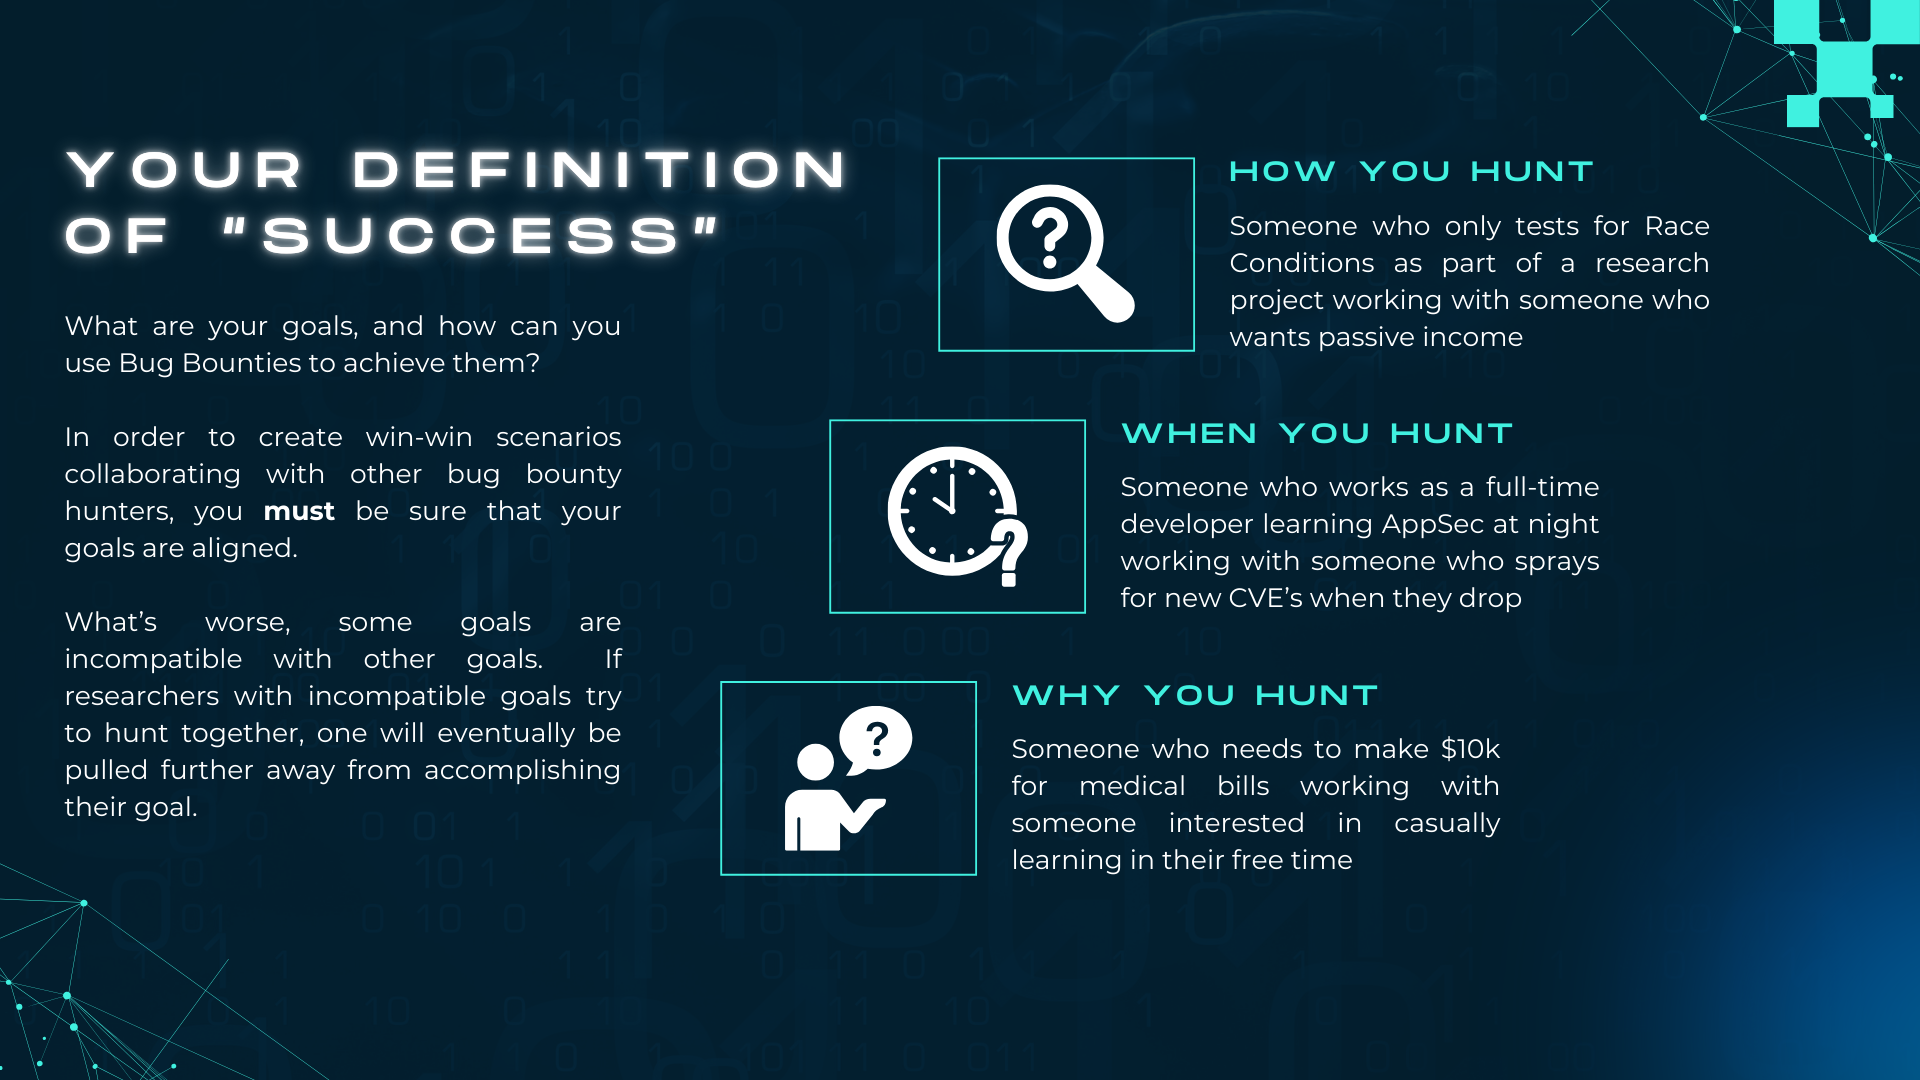 YOUR DEFINITION
OF "SUCCESS"
What are your goals, and how can you
use Bug Bounties to achieve them?
In order to create win-win scenarios
collaborating with other bug bounty
hunters, you must be sure that your
goals are aligned.
What’s worse, some goals are
incompatible with other goals. If
researchers with incompatible goals try
to hunt together, one will eventually be
pulled further away from accomplishing
their goal.
HOW YOU HUNT
Someone who only tests for Race
Conditions as part of a research
project working with someone who
wants passive income
WHEN YOU HUNT
Someone who works as a full-time
developer learning AppSec at night
working with someone who sprays
for new CVE’s when they drop
WHY YOU HUNT
Someone who needs to make $10k
for medical bills working with
someone interested in casually
learning in their free time